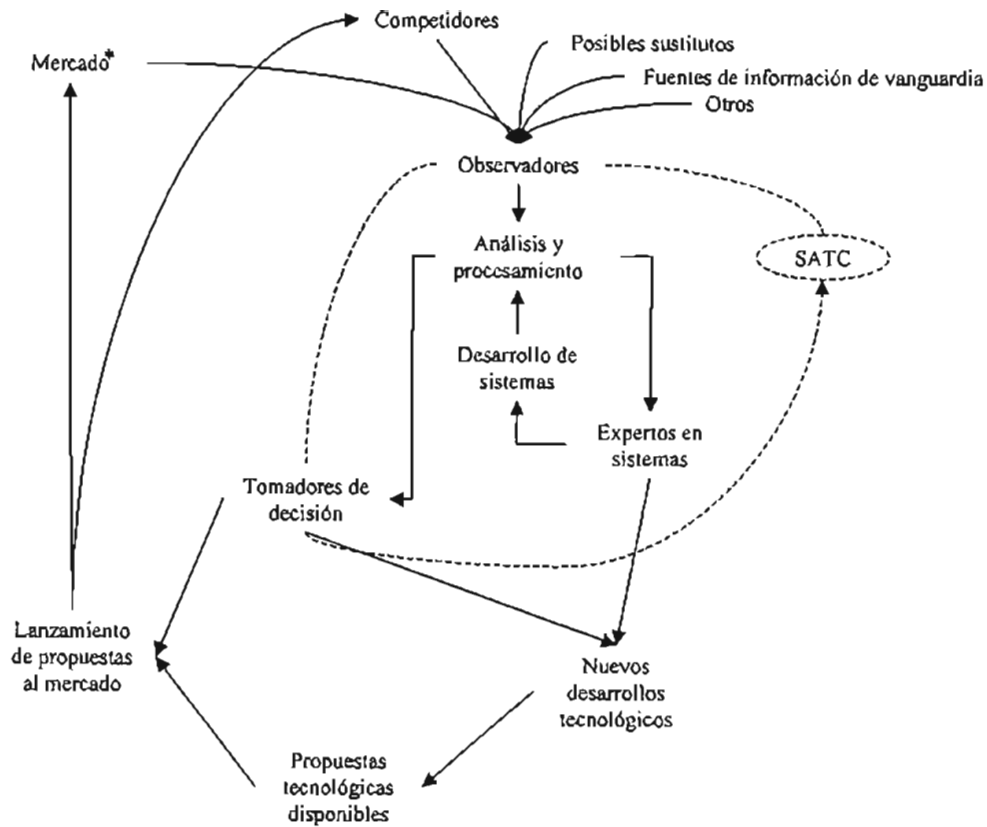 Competidores
Mercado*
Posibles sustitutos
Fuentes de información de vanguardia
Otros
Observadores
Análisis y
procesamiento
SATC
Desarrollo de
sistemas
Expertos en
sistemas
Tomadores de
decisión
Lanzamiento
de propuestas
al mercado
Nuevos
desarrollos
tecnológicos
Propuestas
tecnológicas
disponibles